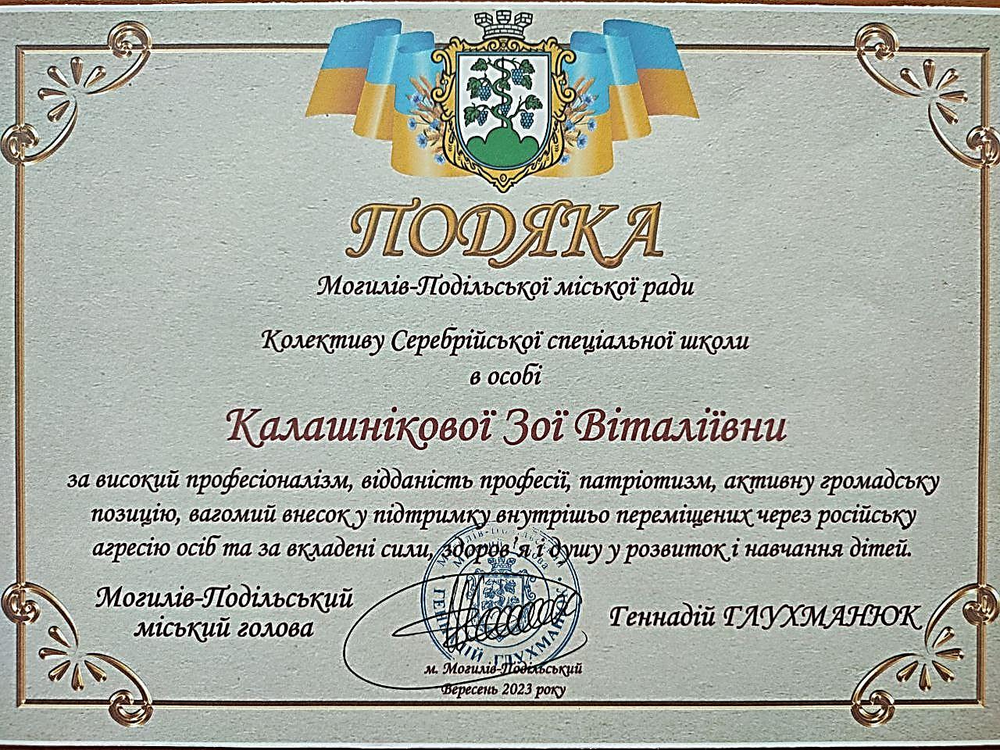 ПОДЯКА
Могилів-Подільської міської ради
Колективу Серебрійської спеціальної школи
в особі
Калашнікової Зої Віталіївни
за високий професіоналізм, відданість професії, патріотизм, активну громадську
позицію, вагомий внесок у підтримку внутрішьо переміщених через російську
агресію осіб та за вкладені сили, здоров'я і душу у розвиток і навчання дітей.
Могилів-Подільський
міський голова
Геннадій ГЛУХМАНЮК
м. Могилів-Подільський
Вересень 2023 року